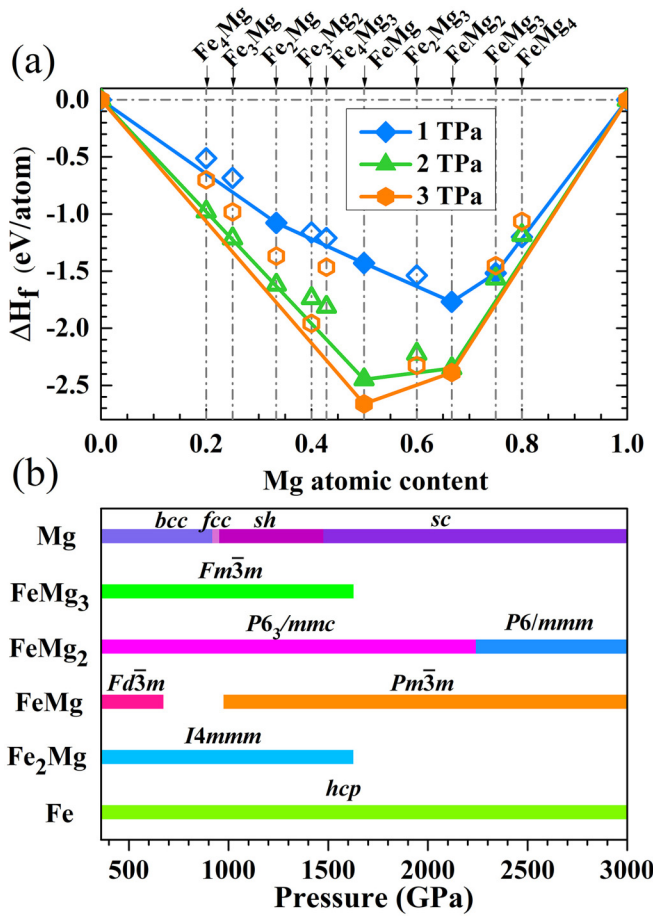 (a)
Fe₄Mg
Fe₃Mg
Fe₂Mg
Fe₃Mg₂
Fe₄Mg₃
FeMg
Fe₂Mg₃
FeMg₂
FeMg₃
FeMg₄
0.0
-0.5
-1.0
-1.5
-2.0
-2.5
ΔH_f (eV/atom)
1 TPa
2 TPa
3 TPa
0.0 0.2 0.4 0.6 0.8 1.0
Mg atomic content
(b)
Mg
bcc fcc sh sc
FeMg₃
Fm3̅m
FeMg₂
P6₃/mmc P6/mmm
FeMg
Fd3̅m Pm3̅m
Fe₂Mg
I4mmm
Fe
hcp
500 1000 1500 2000 2500 3000
Pressure (GPa)